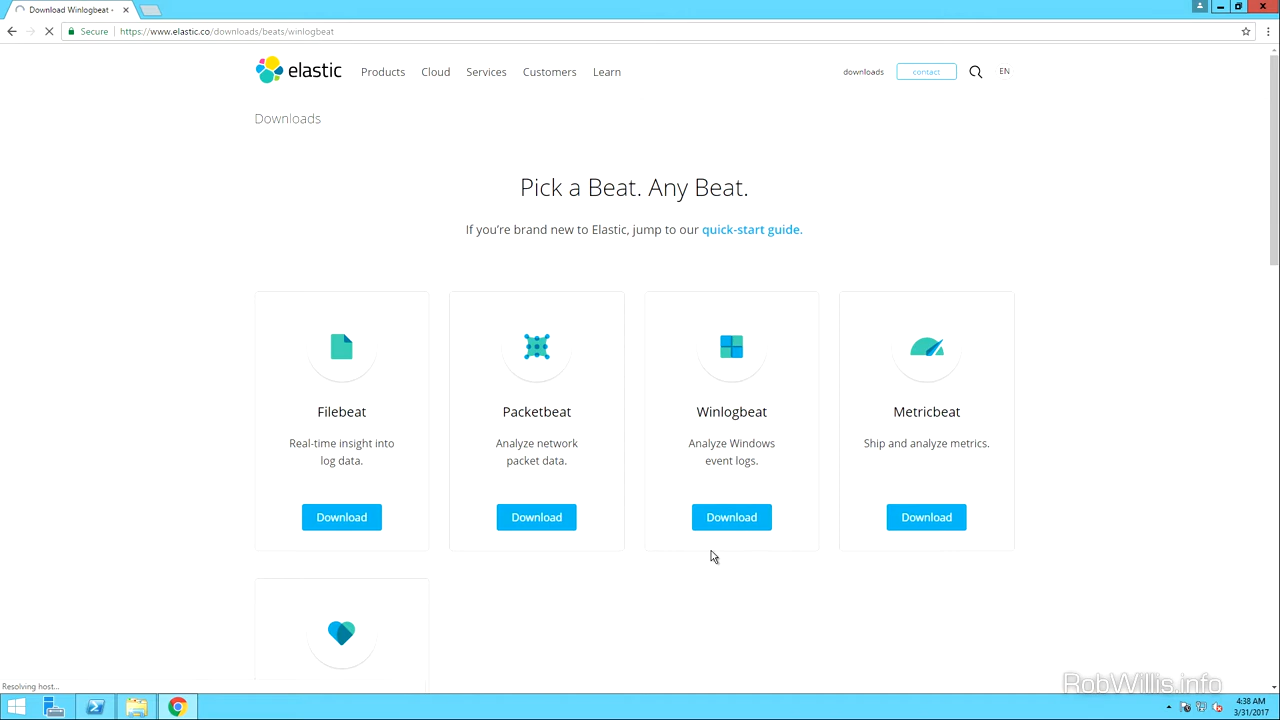 Download Winlogbeat -
Secure https://www.elastic.co/downloads/beats/winlogbeat
elastic Products Cloud Services Customers Learn downloads contact EN
Downloads
Pick a Beat. Any Beat.
If you're brand new to Elastic, jump to our quick-start guide.
Filebeat
Real-time insight into
log data.
Download
Packetbeat
Analyze network
packet data.
Download
Winlogbeat
Analyze Windows
event logs.
Download
Metricbeat
Ship and analyze metrics.
Download
Resolving host...
RobWillis.info
4:38 AM
3/31/2017